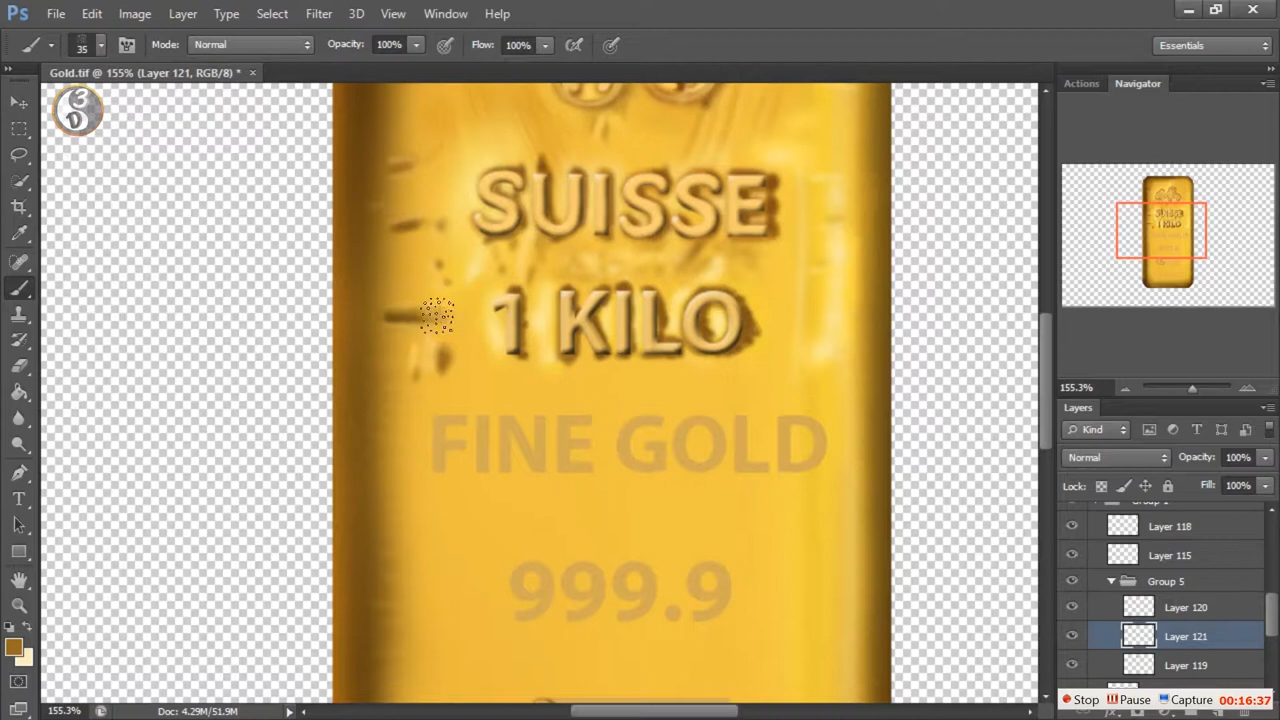 Ps File Edit Image Layer Type Select Filter 3D View Window Help
35 Mode: Normal Opacity: 100% Flow: 100% Essentials
Gold.tif @ 155% (Layer 121, RGB/8) * ×
Actions Navigator
3D
SUISSE
1 KILO
FINE GOLD
999.9
155.3%
Layers
Kind
Normal Opacity: 100%
Lock: Fill: 100%
Layer 118
Layer 115
Group 5
Layer 120
Layer 121
Layer 119
Stop Pause Capture 00:16:37
155.3% Doc: 4.29M/51.9M